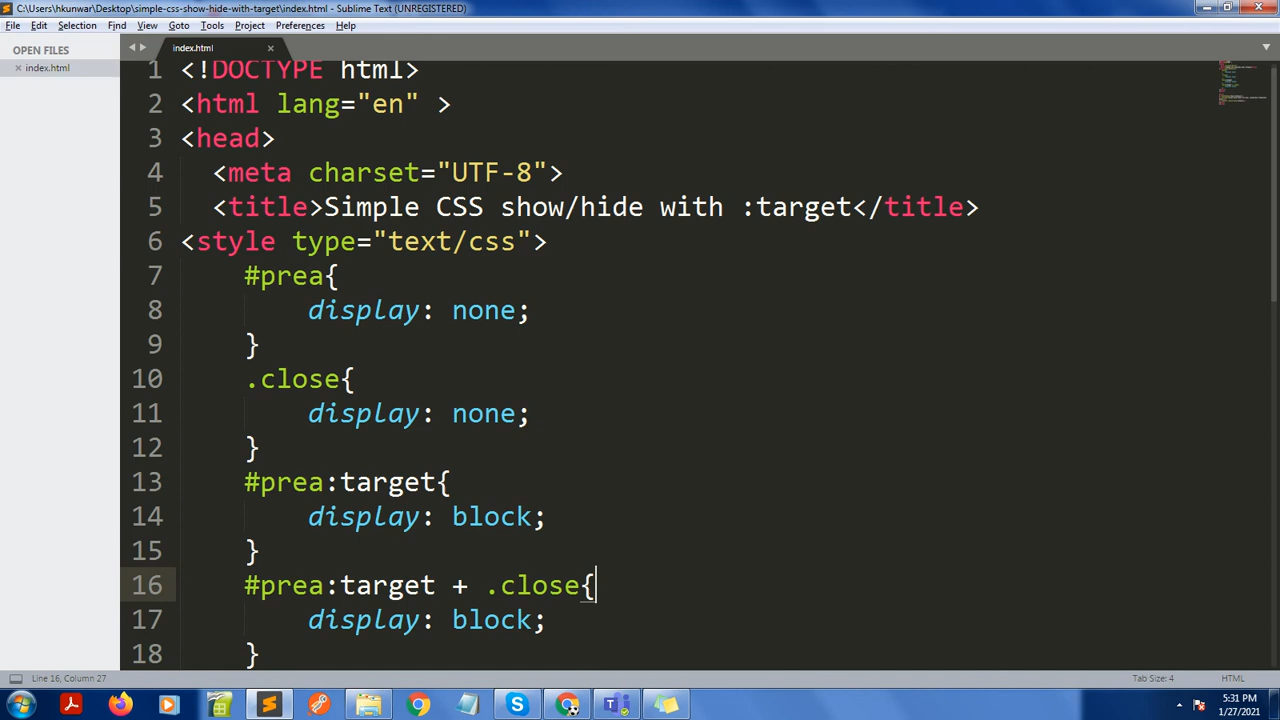 C:\Users\hkunwar\Desktop\simple-css-show-hide-with-target\index.html - Sublime Text (UNREGISTERED)
File Edit Selection Find View Goto Tools Project Preferences Help
OPEN FILES
index.html
index.html
1 <!DOCTYPE html>
2 <html lang="en" >
3 <head>
4 <meta charset="UTF-8">
5 <title>Simple CSS show/hide with :target</title>
6 <style type="text/css">
7 #prea{
8 display: none;
9 }
10 .close{
11 display: none;
12 }
13 #prea:target{
14 display: block;
15 }
16 #prea:target + .close{
17 display: block;
18 }
Line 16, Column 27
Tab Size: 4
HTML
5:31 PM
1/27/2021